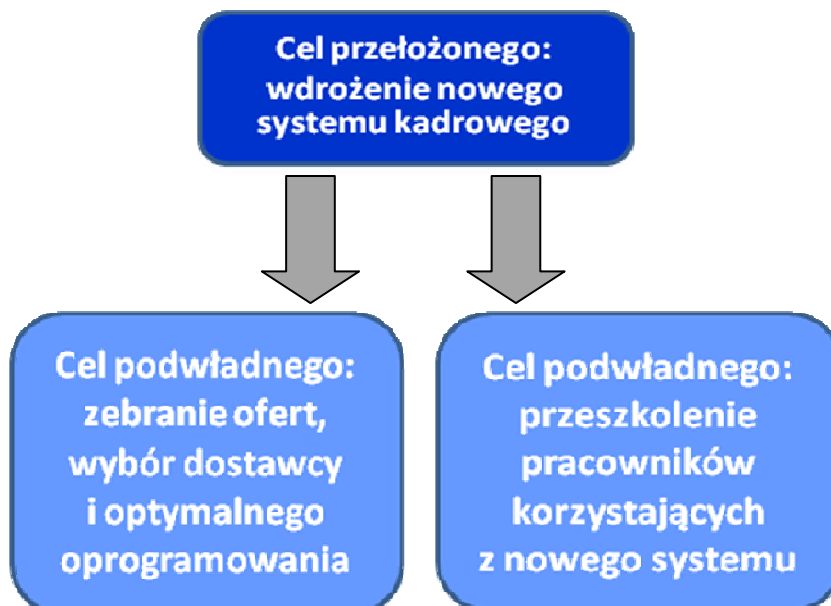 Cel przełożonego:
wdrożenie nowego
systemu kadrowego
Cel podwładnego:
zebranie ofert,
wybór dostawcy
i optymalnego
oprogramowania
Cel podwładnego:
przeszkolenie
pracowników
korzystających
z nowego systemu